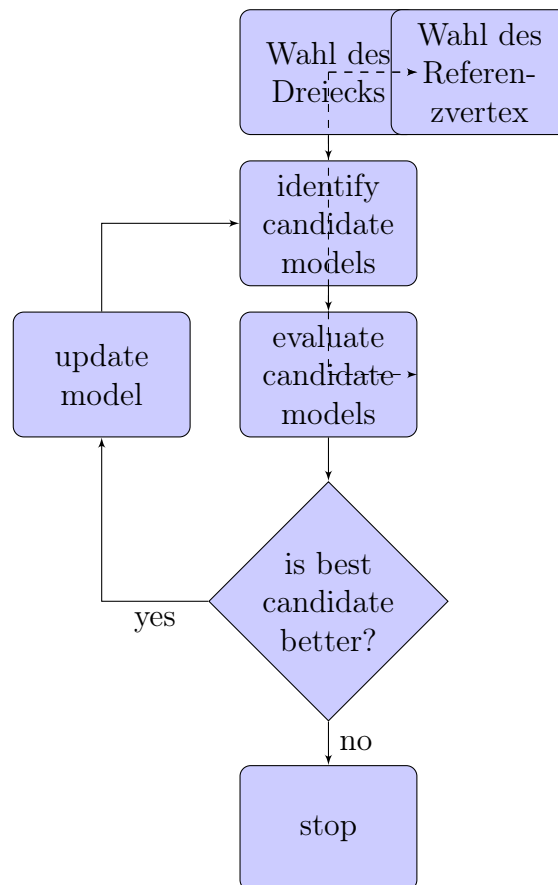 Wahl des
Dreiecks
Wahl des
Referen-
zvertex
identify
candidate
models
update
model
evaluate
candidate
models
is best
candidate
better?
yes
no
stop